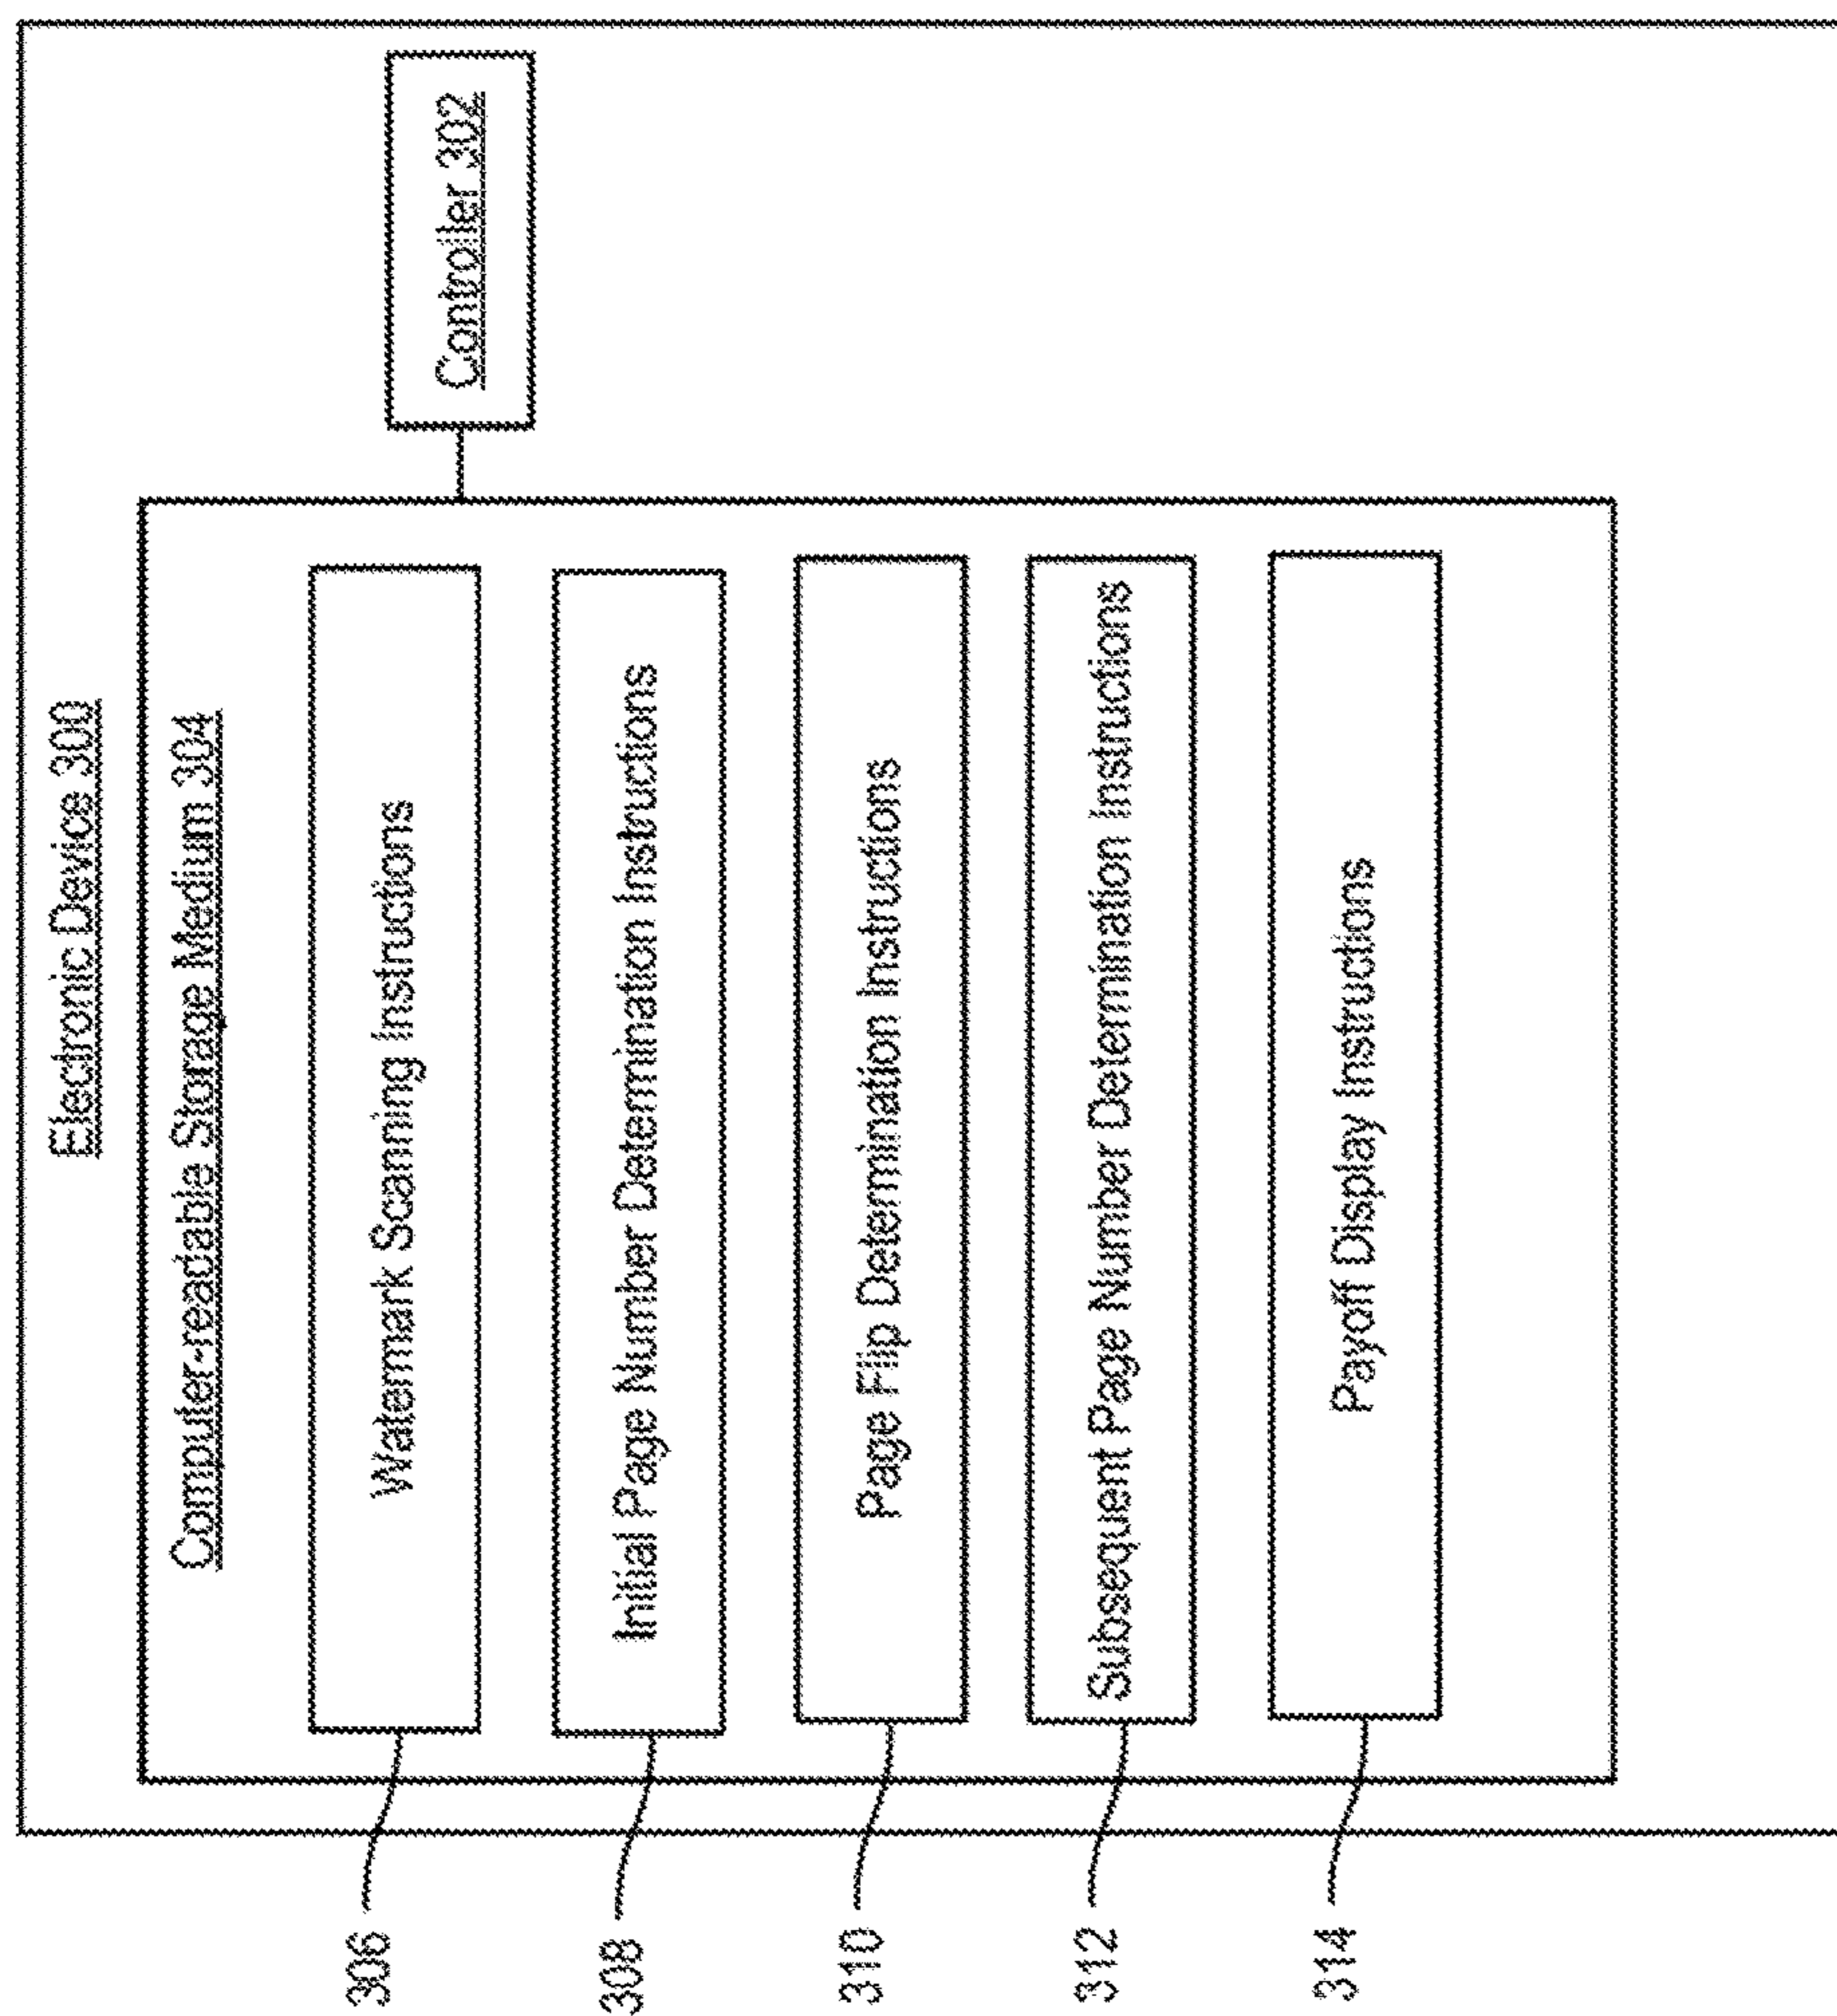 Electronic Device 300
Computer-readable Storage Medium 304
Controller 302
306
Watermark Scanning Instructions
308
Initial Page Number Determination Instructions
310
Page Flip Determination Instructions
312
Subsequent Page Number Determination Instructions
314
Payoff Display Instructions